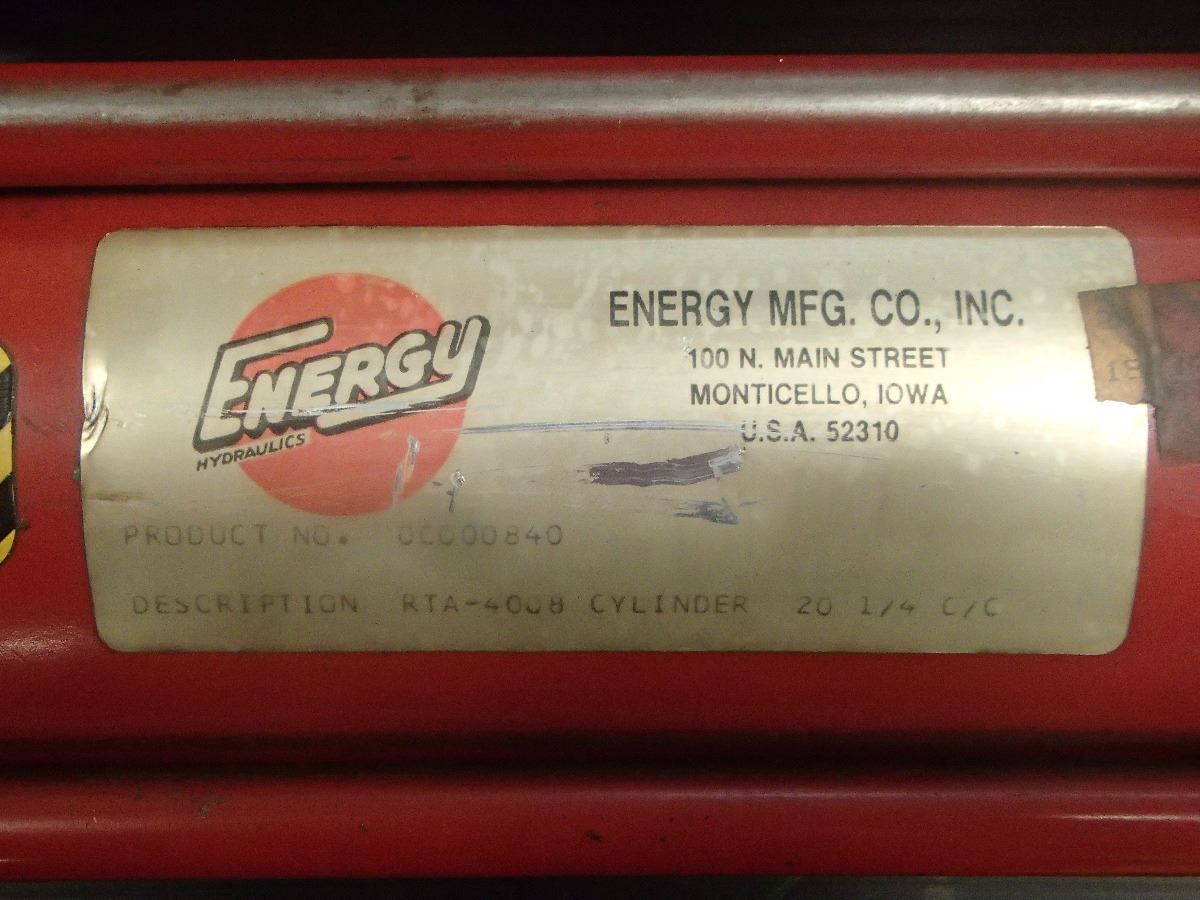 ENERGY
HYDRAULICS
ENERGY MFG. CO., INC.
100 N. MAIN STREET
MONTICELLO, IOWA
U.S.A. 52310
PRODUCT NO.
DESCRIPTION RTA-4008 CYLINDER 20 1/4 C/C
18